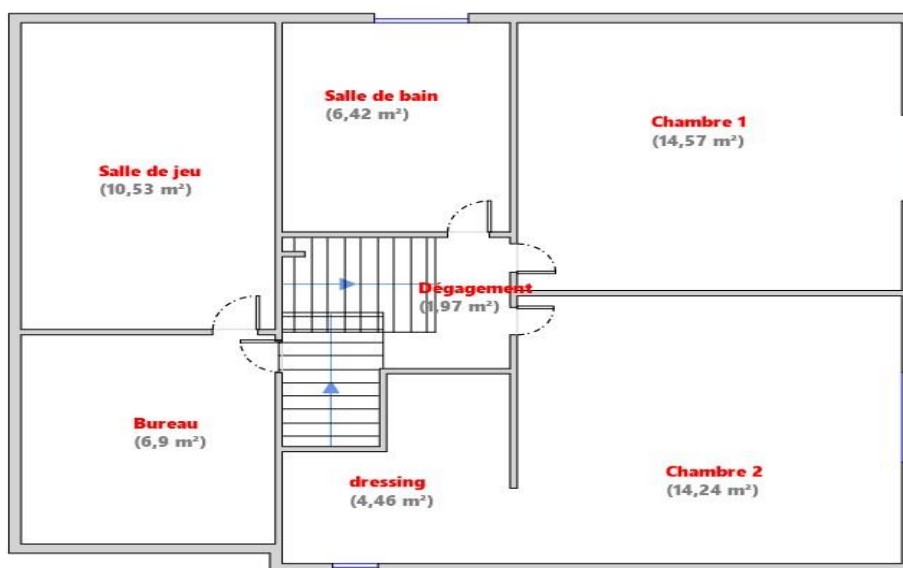 Salle de bain
(6,42 m²)
Chambre 1
(14,57 m²)
Salle de jeu
(10,53 m²)
Dégagement
(1,97 m²)
Bureau
(6,9 m²)
dressing
(4,46 m²)
Chambre 2
(14,24 m²)